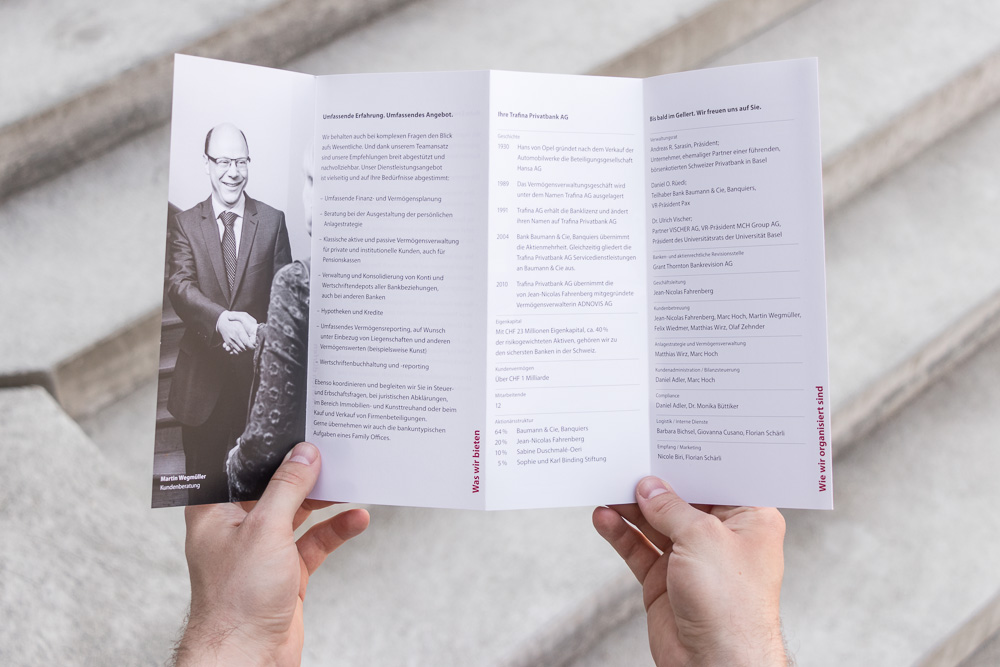 Martin Wegmüller
Kundenberatung
Umfassende Erfahrung. Umfassendes Angebot.
Wir behalten auch bei komplexen Fragen den Blick
aufs Wesentliche. Und dank unserem Teamansatz
sind unsere Empfehlungen breit abgestützt und
nachvollziehbar. Unser Dienstleistungsangebot
ist vielseitig und auf Ihre Bedürfnisse abgestimmt:
– Umfassende Finanz- und Vermögensplanung
– Beratung bei der Ausgestaltung der persönlichen
Anlagestrategie
– Klassische aktive und passive Vermögensverwaltung
für private und institutionelle Kunden, auch für
Pensionskassen
– Verwaltung und Konsolidierung von Konti und
Wertschriftendepots aller Bankbeziehungen,
auch bei anderen Banken
– Hypotheken und Kredite
– Umfassendes Vermögensreporting, auf Wunsch
unter Einbezug von Liegenschaften und anderen
Vermögenswerten (beispielsweise Kunst)
– Wertschriftenbuchhaltung und -reporting
Ebenso koordinieren und begleiten wir Sie in Steuer-
und Erbschaftsfragen, bei juristischen Abklärungen,
im Bereich Immobilien- und Kunsttreuhand oder beim
Kauf und Verkauf von Firmenbeteiligungen.
Gerne übernehmen wir auch die bankuntypischen
Aufgaben eines Family Offices.
Was wir bieten
Ihre Trafina Privatbank AG
Geschichte
1930 Hans von Opel gründet nach dem Verkauf der
Automobilwerke die Beteiligungsgesellschaft
Hansa AG
1989 Das Vermögensverwaltungsgeschäft wird
unter dem Namen Trafina AG ausgelagert
1991 Trafina AG erhält die Banklizenz und ändert
ihren Namen auf Trafina Privatbank AG
2004 Bank Baumann & Cie, Banquiers übernimmt
die Aktienmehrheit. Gleichzeitig gliedert die
Trafina Privatbank AG Servicedienstleistungen
an Baumann & Cie aus.
2010 Trafina Privatbank AG übernimmt die
von Jean-Nicolas Fahrenberg mitgegründete
Vermögensverwalterin ADNOVIS AG
Eigenkapital
Mit CHF 23 Millionen Eigenkapital, ca. 40%
der risikogewichteten Aktiven, gehören wir zu
den sichersten Banken in der Schweiz.
Kundenvermögen
Über CHF 1 Milliarde
Mitarbeitende
12
Aktionärsstruktur
64% Baumann & Cie, Banquiers
20% Jean-Nicolas Fahrenberg
10% Sabine Duschmalé-Oeri
5% Sophie und Karl Binding Stiftung
Bis bald im Gellert. Wir freuen uns auf Sie.
Verwaltungsrat
Andreas R. Sarasin, Präsident;
Unternehmer, ehemaliger Partner einer führenden,
börsenkotierten Schweizer Privatbank in Basel
Daniel O. Rüedi;
Teilhaber Bank Baumann & Cie, Banquiers,
VR-Präsident Pax
Dr. Ulrich Vischer;
Partner VISCHER AG, VR-Präsident MCH Group AG,
Präsident des Universitätsrats der Universität Basel
Banken- und aktienrechtliche Revisionsstelle
Grant Thornton Bankrevision AG
Geschäftsleitung
Jean-Nicolas Fahrenberg
Kundenbetreuung
Jean-Nicolas Fahrenberg, Marc Hoch, Martin Wegmüller,
Felix Wiedmer, Matthias Wirz, Olaf Zehnder
Anlagestrategie und Vermögensverwaltung
Matthias Wirz, Marc Hoch
Kundenadministration / Bilanzsteuerung
Daniel Adler, Marc Hoch
Compliance
Daniel Adler, Dr. Monika Büttiker
Logistik / Interne Dienste
Barbara Bichsel, Giovanna Cusano, Florian Schärli
Empfang / Marketing
Nicole Biri, Florian Schärli
Wie wir organisiert sind